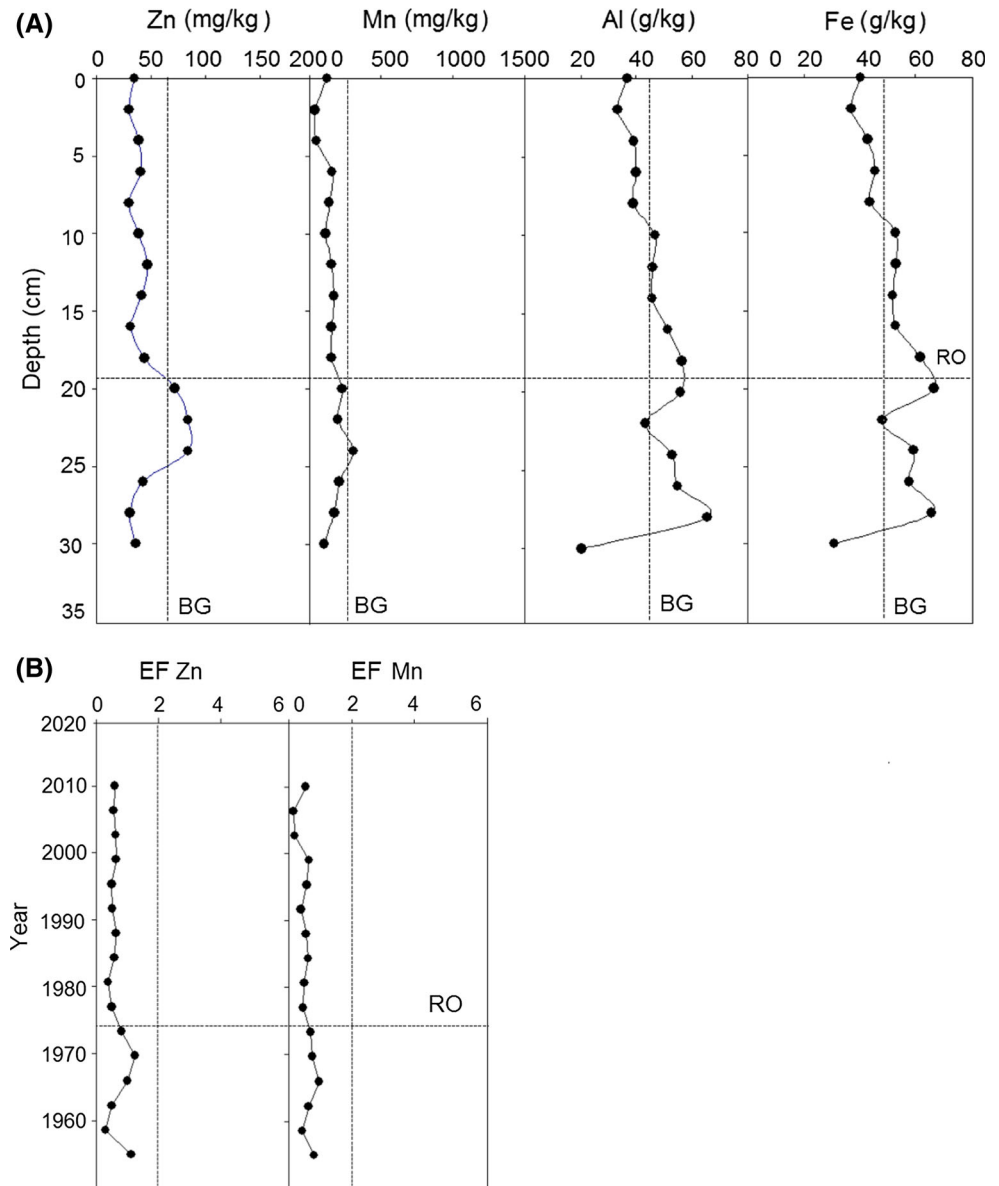 (A) Zn (mg/kg) Mn (mg/kg) Al (g/kg) Fe (g/kg)
0 50 100 150 2000 500 1000 1500 20 40 60 80 0 20 40 60 80
0
5
10
15
20
25
30
35
Depth (cm)
RO
BG BG BG BG
(B) EF Zn EF Mn
0 2 4 6 0 2 4 6
2020
2010
2000
1990
1980
1970
1960
Year
RO